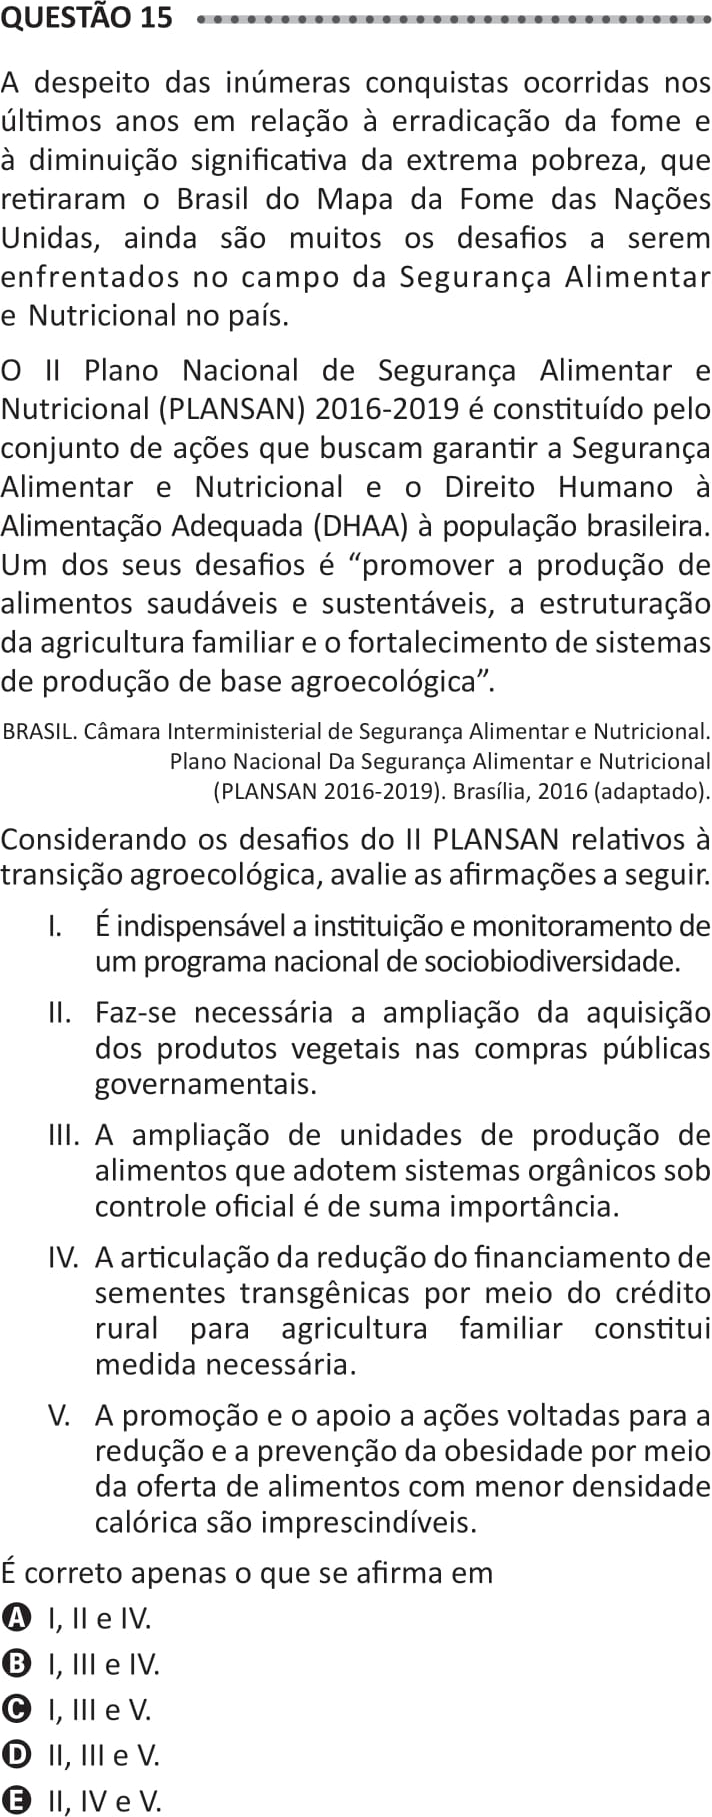 QUESTÃO 15
A despeito das inúmeras conquistas ocorridas nos
últimos anos em relação à erradicação da fome e
à diminuição significativa da extrema pobreza, que
retiraram o Brasil do Mapa da Fome das Nações
Unidas, ainda são muitos os desafios a serem
enfrentados no campo da Segurança Alimentar
e Nutricional no país.
O II Plano Nacional de Segurança Alimentar e
Nutricional (PLANSAN) 2016-2019 é constituído pelo
conjunto de ações que buscam garantir a Segurança
Alimentar e Nutricional e o Direito Humano à
Alimentação Adequada (DHAA) à população brasileira.
Um dos seus desafios é “promover a produção de
alimentos saudáveis e sustentáveis, a estruturação
da agricultura familiar e o fortalecimento de sistemas
de produção de base agroecológica”.
BRASIL. Câmara Interministerial de Segurança Alimentar e Nutricional.
Plano Nacional Da Segurança Alimentar e Nutricional
(PLANSAN 2016-2019). Brasília, 2016 (adaptado).
Considerando os desafios do II PLANSAN relativos à
transição agroecológica, avalie as afirmações a seguir.
I. É indispensável a instituição e monitoramento de
um programa nacional de sociobiodiversidade.
II. Faz-se necessária a ampliação da aquisição
dos produtos vegetais nas compras públicas
governamentais.
III. A ampliação de unidades de produção de
alimentos que adotem sistemas orgânicos sob
controle oficial é de suma importância.
IV. A articulação da redução do financiamento de
sementes transgênicas por meio do crédito
rural para agricultura familiar constitui
medida necessária.
V. A promoção e o apoio a ações voltadas para a
redução e a prevenção da obesidade por meio
da oferta de alimentos com menor densidade
calórica são imprescindíveis.
É correto apenas o que se afirma em
A I, II e IV.
B I, III e IV.
C I, III e V.
D II, III e V.
E II, IV e V.